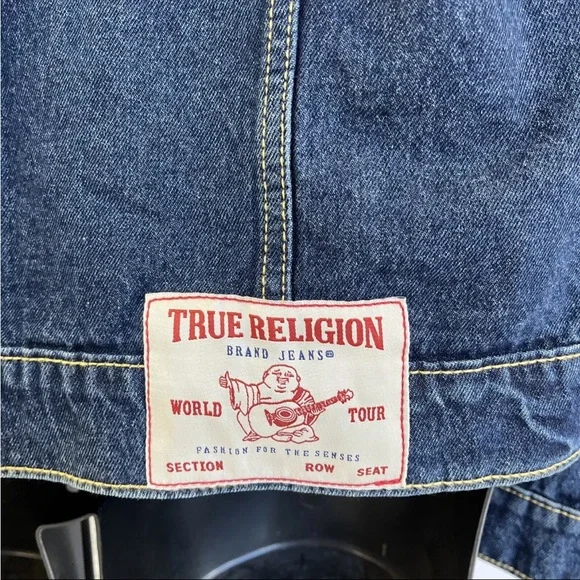 TRUE RELIGION
BRAND JEANS®
WORLD TOUR
FASHION FOR THE SENSES
SECTION ROW SEAT